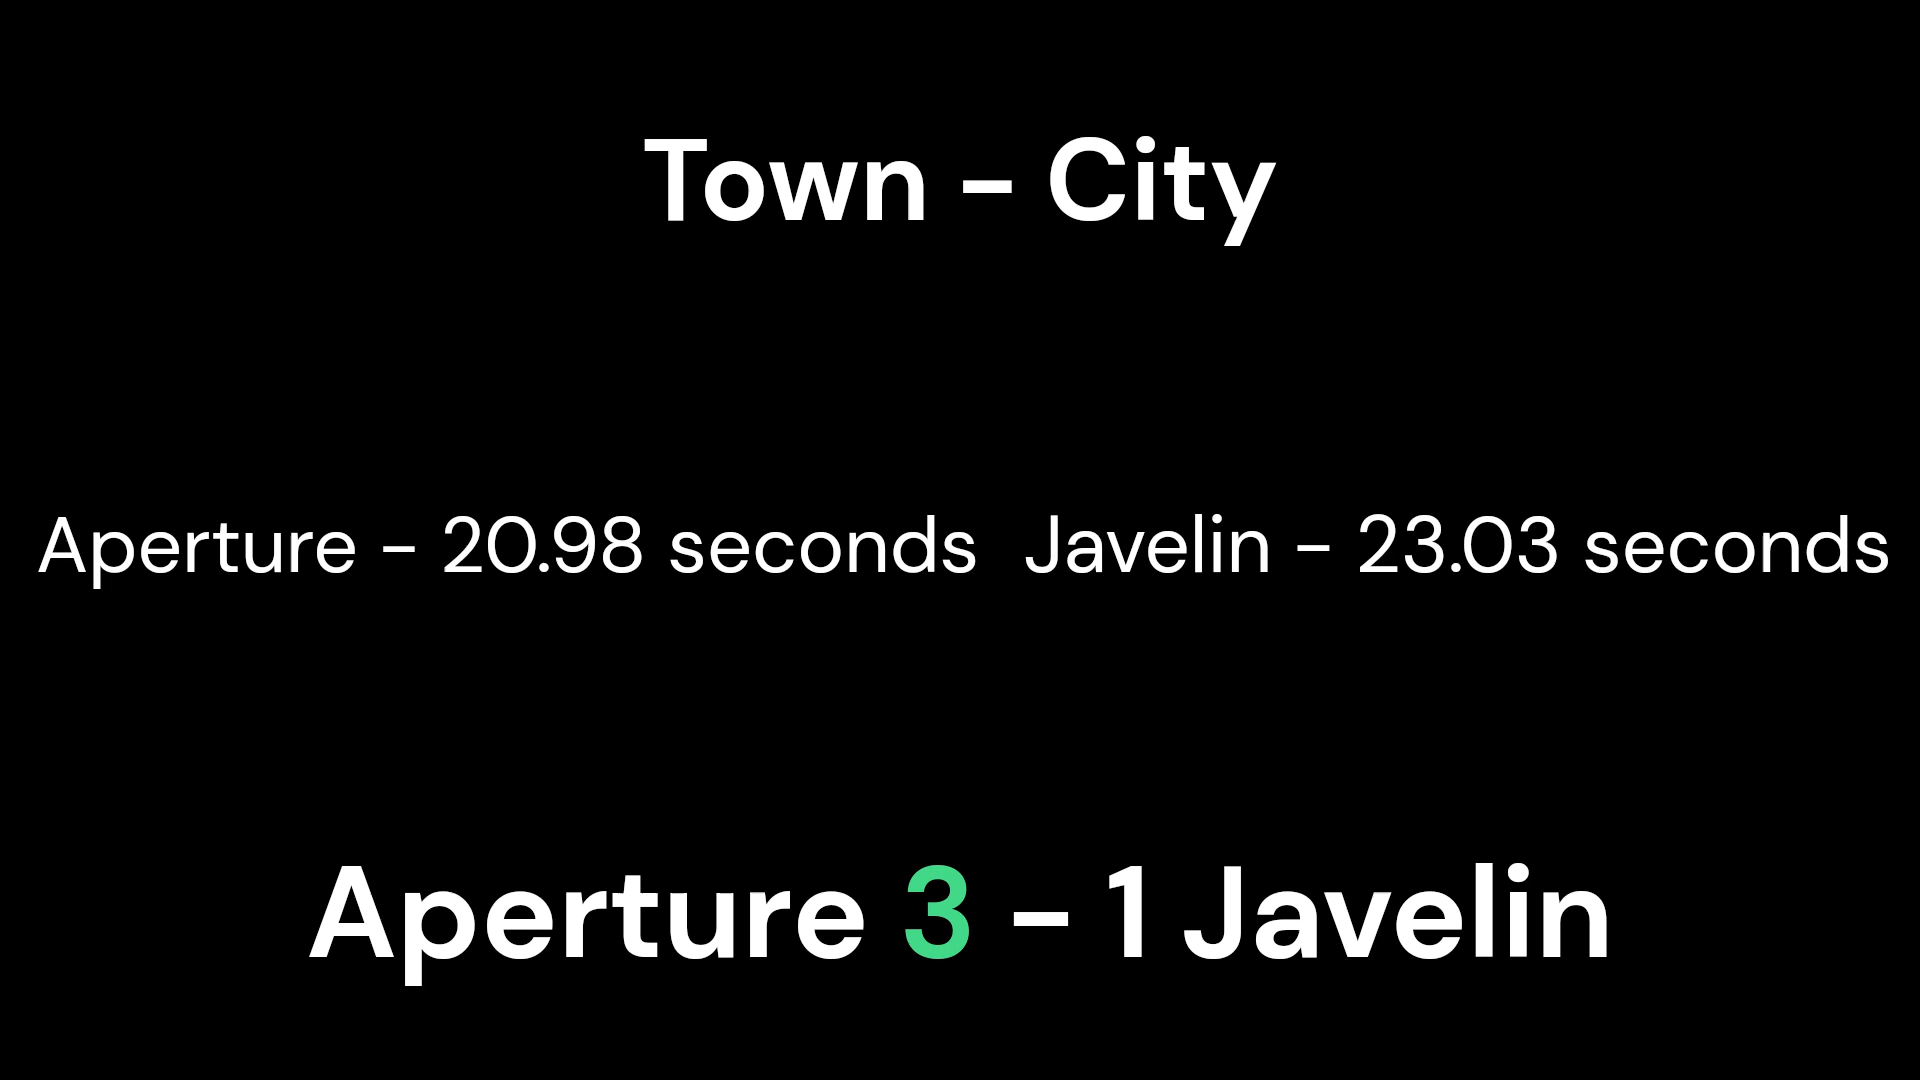 Town - City
Aperture - 20.98 seconds Javelin - 23.03 seconds
Aperture 3 - 1 Javelin